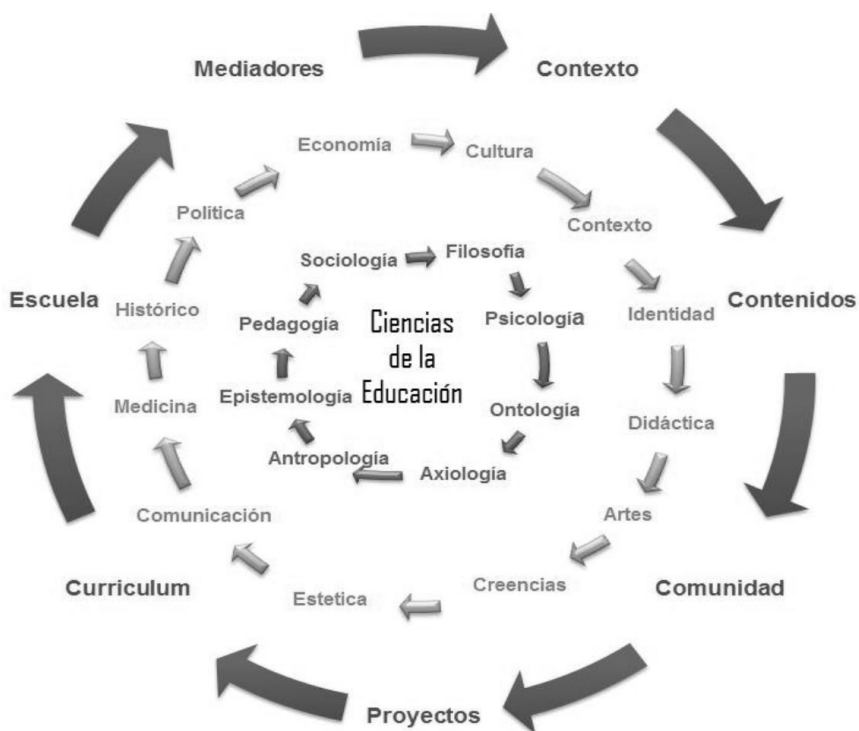 Mediadores
Contexto
Economía
Cultura
Política
Contexto
Sociología
Filosofía
Escuela
Histórico
Pedagogía
Ciencias
de la
Educación
Psicología
Identidad
Contenidos
Medicina
Epistemología
Ontología
Didáctica
Antropología
Axiología
Comunicación
Artes
Curriculum
Estetica
Creencias
Comunidad
Proyectos